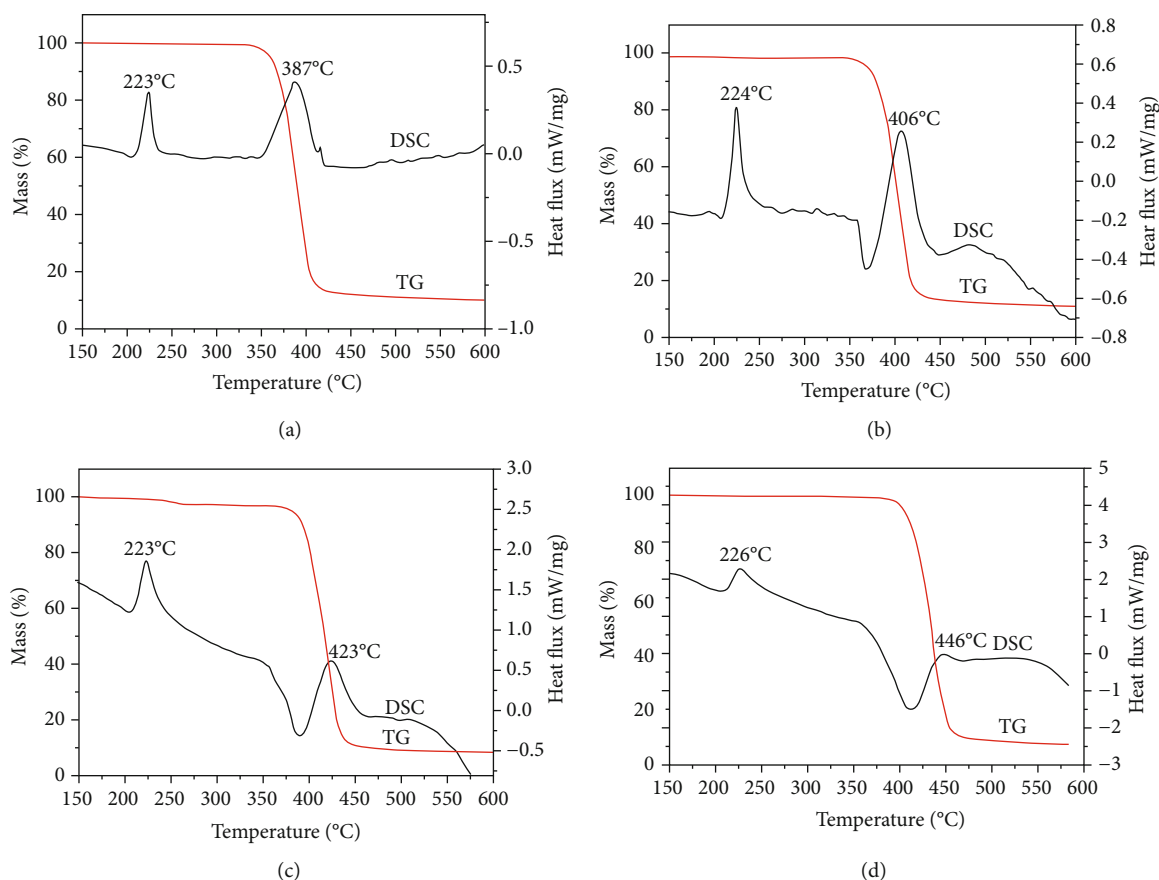 100
80
60
40
20
0
Mass (%)
223°C
387°C
DSC
TG
0.5
0.0
−0.5
−1.0
Heat flux (mW/mg)
150 200 250 300 350 400 450 500 550 600
Temperature (°C)
(a)
100
80
60
40
20
0
Mass (%)
224°C
406°C
DSC
TG
0.8
0.6
0.4
0.2
0.0
−0.2
−0.4
−0.6
−0.8
Hear flux (mW/mg)
150 200 250 300 350 400 450 500 550 600
Temperature (°C)
(b)
100
80
60
40
20
0
Mass (%)
223°C
423°C
DSC
TG
3.0
2.5
2.0
1.5
1.0
0.5
0.0
−0.5
Heat flux (mW/mg)
150 200 250 300 350 400 450 500 550 600
Temperature (°C)
(c)
100
80
60
40
20
0
Mass (%)
226°C
446°C
DSC
TG
5
4
3
2
1
0
−1
−2
−3
Heat flux (mW/mg)
150 200 250 300 350 400 450 500 550 600
Temperature (°C)
(d)